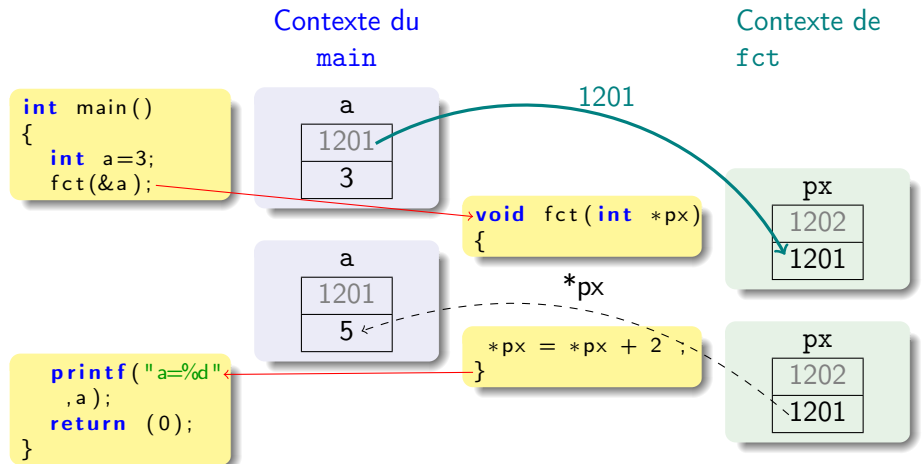 Contexte du
main
Contexte de
fct
int main()
{
int a=3;
fct(&a);
a
1201
3
1201
void fct(int *px)
{
px
1202
1201
a
1201
5
*px
*px = *px + 2 ;
}
px
1202
1201
printf("a=%d"
,a);
return (0);
}